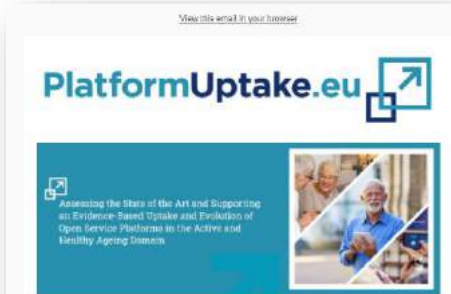 View this email in your browser
PlatformUptake.eu
Assessing the State of the Art and Supporting
an Evidence-Based Uptake and Evolution of
Open Service Platforms in the Active and
Healthy Ageing Domain